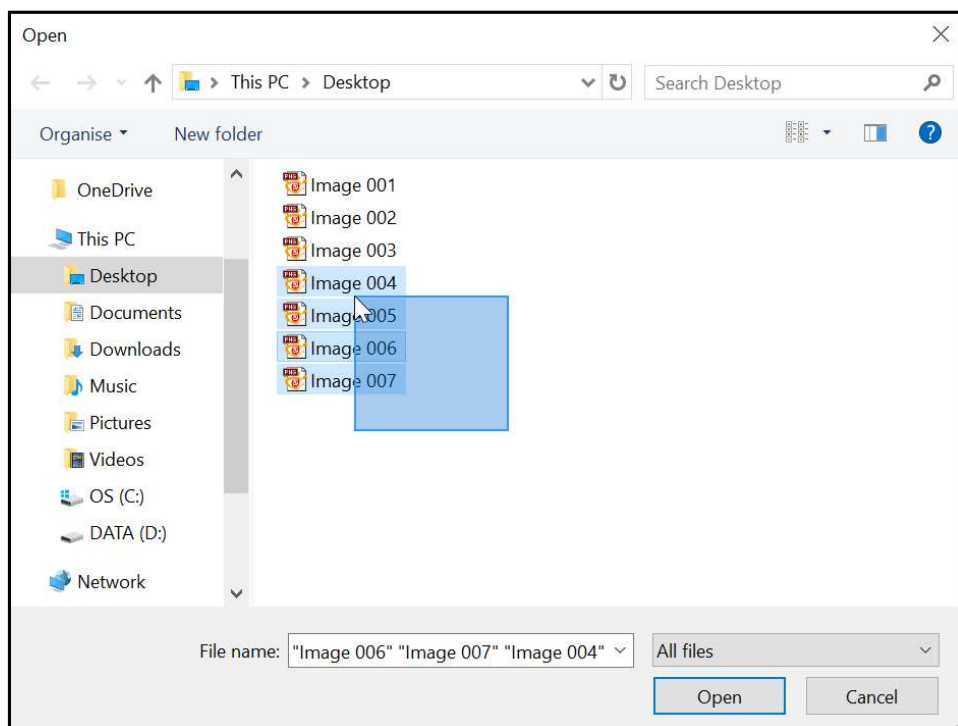 Open
This PC > Desktop
Search Desktop
Organise
New folder
OneDrive
This PC
Desktop
Documents
Downloads
Music
Pictures
Videos
OS (C:)
DATA (D:)
Network
Image 001
Image 002
Image 003
Image 004
Image 005
Image 006
Image 007
File name: "Image 006" "Image 007" "Image 004"
All files
Open
Cancel